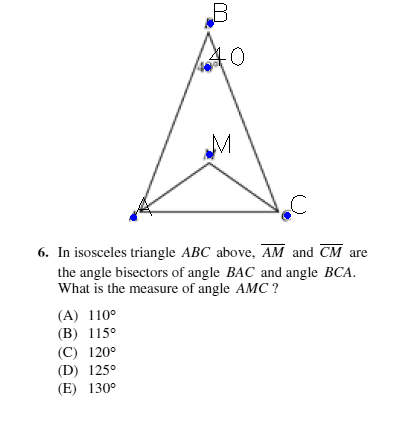 B
40
M
A
C
6. In isosceles triangle ABC above, AM and CM are
the angle bisectors of angle BAC and angle BCA.
What is the measure of angle AMC ?
(A) 110°
(B) 115°
(C) 120°
(D) 125°
(E) 130°